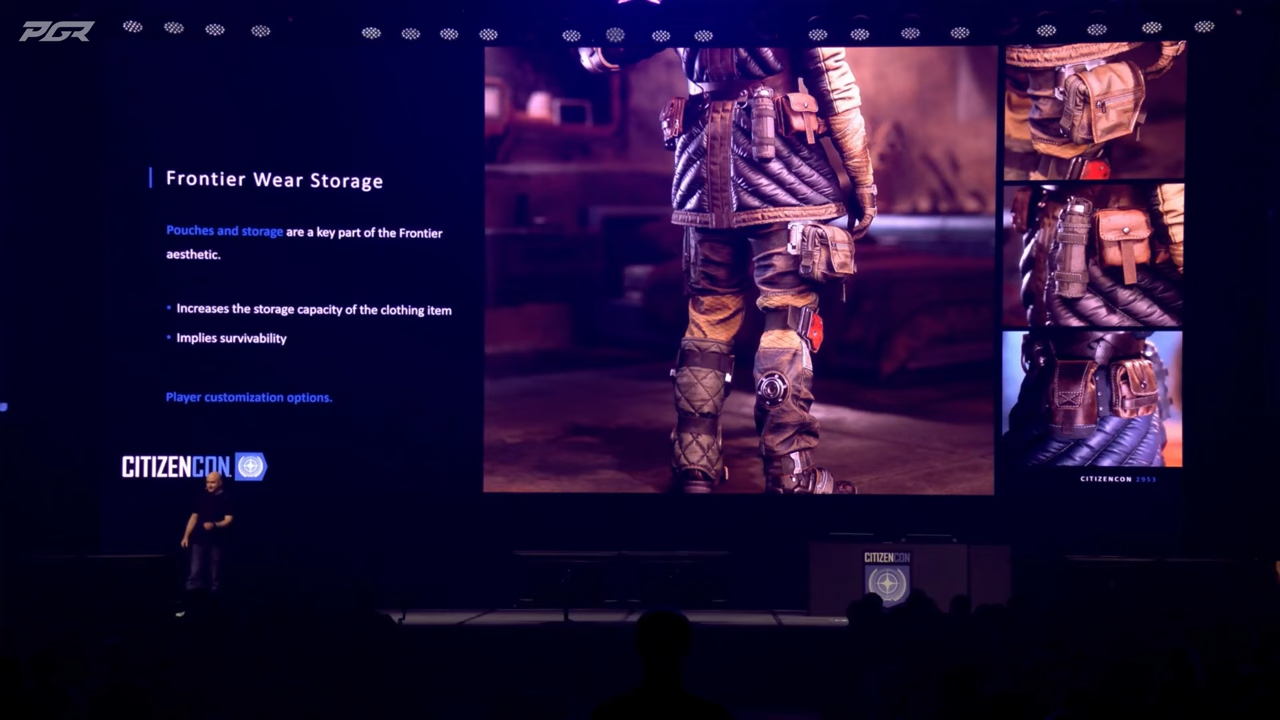 PGR
Frontier Wear Storage
Pouches and storage are a key part of the Frontier
aesthetic.
• Increases the storage capacity of the clothing item
• Implies survivability
Player customization options.
CITIZENCON
CITIZENCON 2953
CITIZENCON